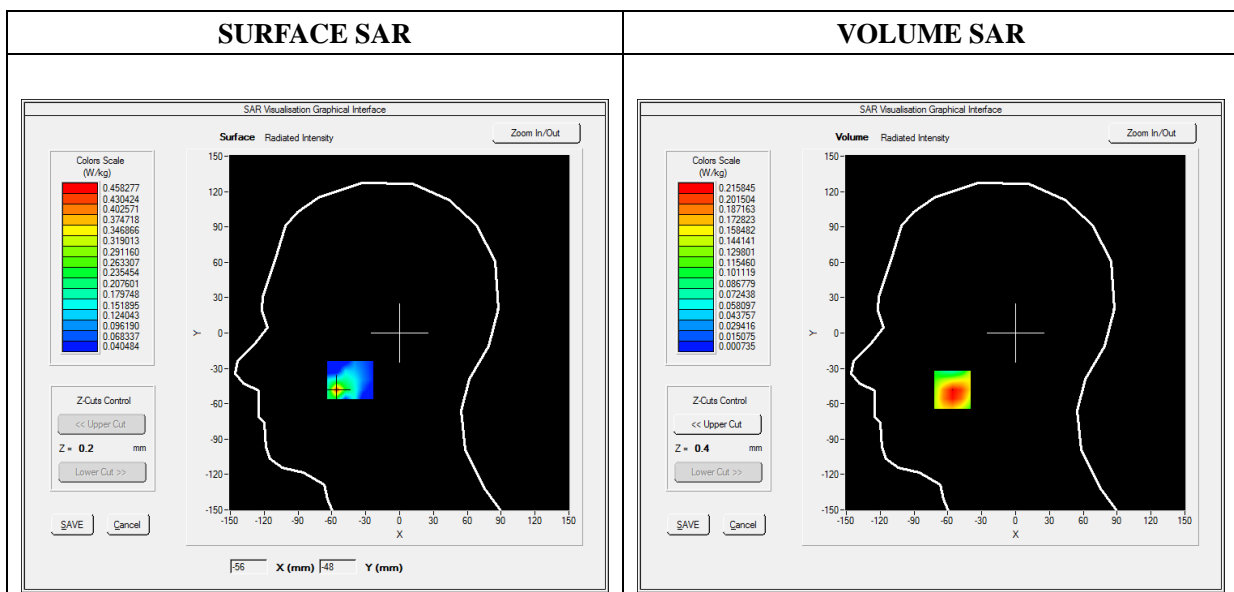 SURFACE SAR
VOLUME SAR
SAR Visualisation Graphical Interface
Surface Radiated Intensity
Zoom In/Out
Colors Scale
(W/kg)
0.458277
0.430424
0.402571
0.374718
0.346866
0.319013
0.291160
0.263307
0.235454
0.207601
0.179748
0.151895
0.124043
0.096190
0.068337
0.040484
Z-Cuts Control
<< Upper Cut
Z = 0.2 mm
Lower Cut >>
SAVE Cancel
150
120
90
60
30
0
-30
-60
-90
-120
-150
Y
-150 -120 -90 -60 -30 0 30 60 90 120 150
X
-56 X (mm) -48 Y (mm)
SAR Visualisation Graphical Interface
Volume Radiated Intensity
Zoom In/Out
Colors Scale
(W/kg)
0.215845
0.201504
0.187163
0.172823
0.158482
0.144141
0.129801
0.115460
0.101119
0.086779
0.072438
0.058097
0.043757
0.029416
0.015075
0.000735
Z-Cuts Control
<< Upper Cut
Z = 0.4 mm
Lower Cut >>
SAVE Cancel
150
120
90
60
30
0
-30
-60
-90
-120
-150
Y
-150 -120 -90 -60 -30 0 30 60 90 120 150
X